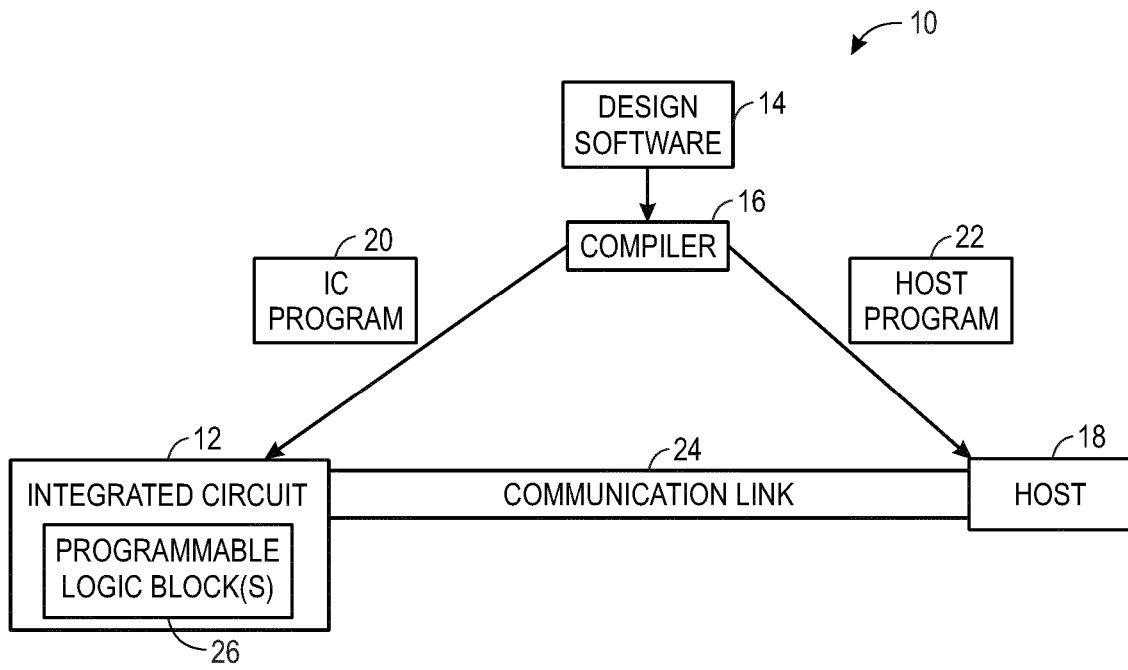 10
DESIGN
SOFTWARE
14
16
COMPILER
20
IC
PROGRAM
22
HOST
PROGRAM
12
INTEGRATED CIRCUIT
PROGRAMMABLE
LOGIC BLOCK(S)
26
24
COMMUNICATION LINK
18
HOST